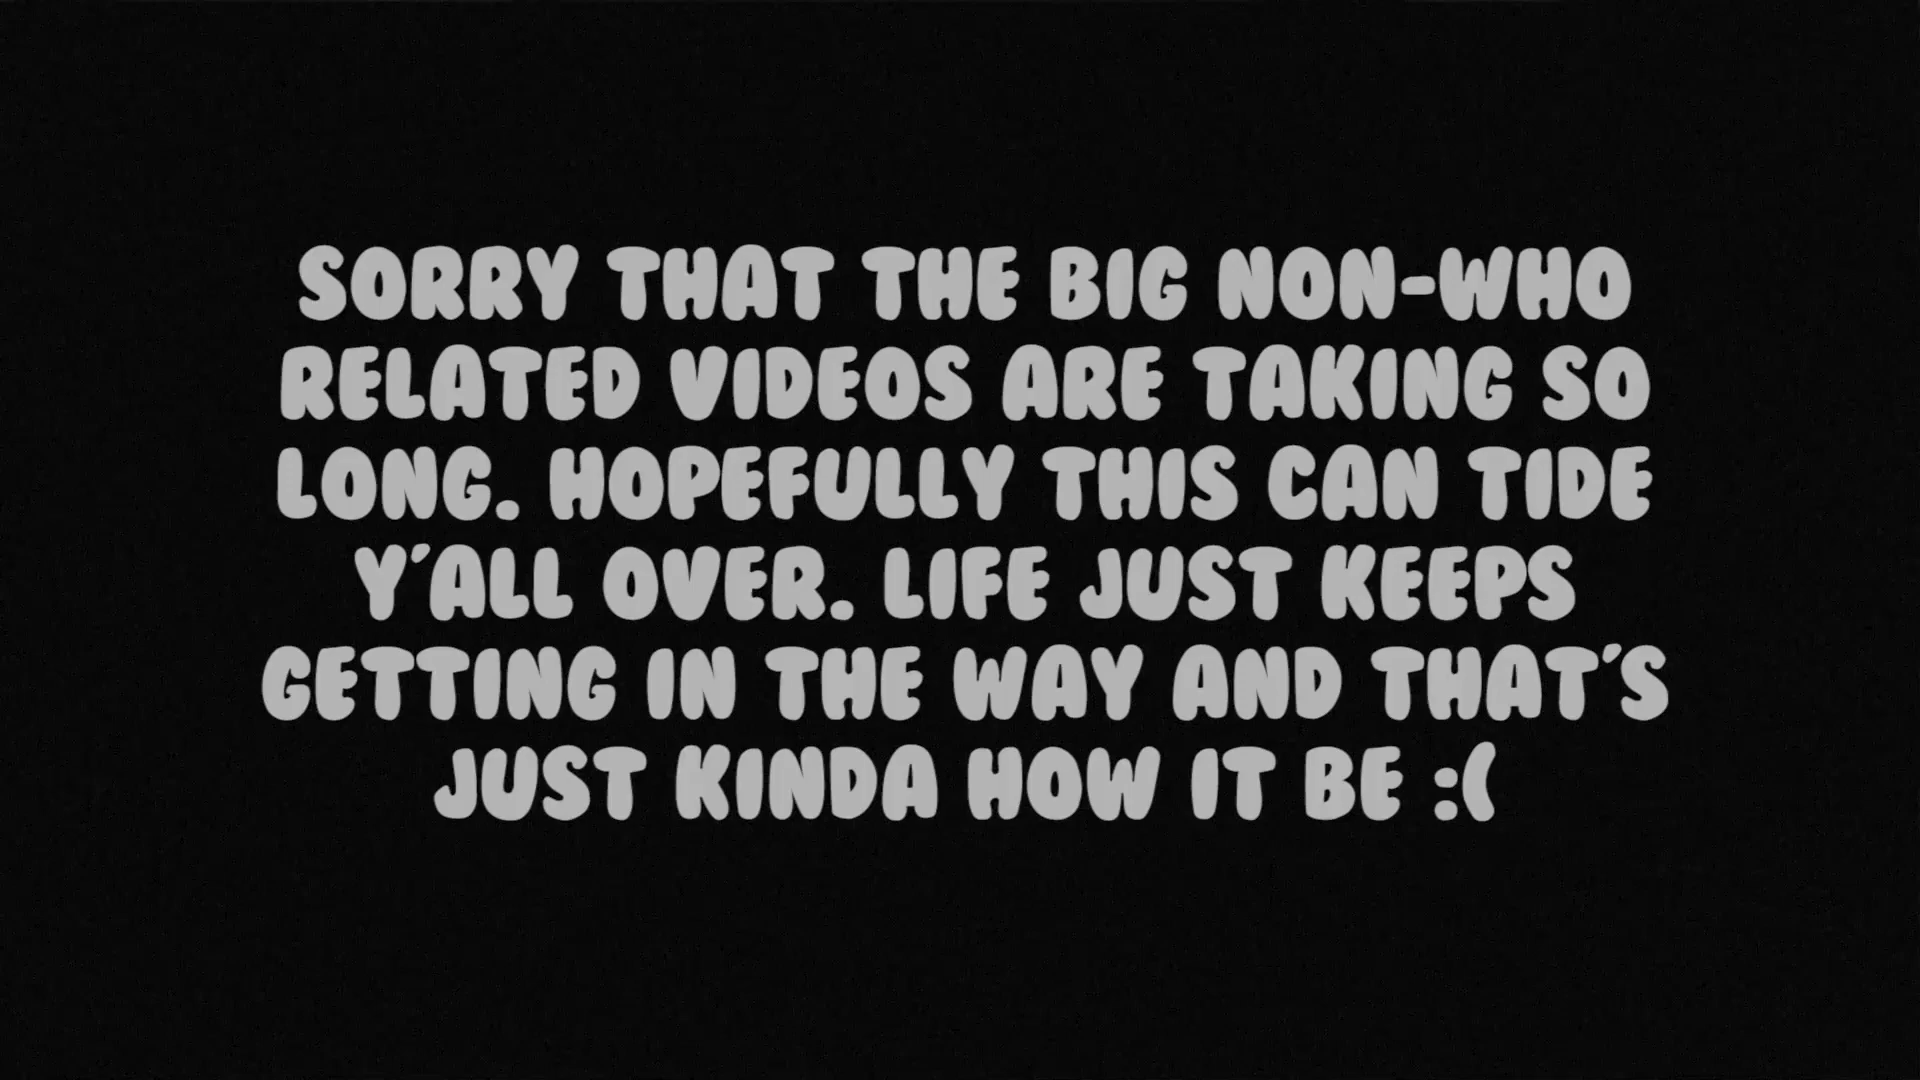 SORRY THAT THE BIG NON-WHO
RELATED VIDEOS ARE TAKING SO
LONG. HOPEFULLY THIS CAN TIDE
Y'ALL OVER. LIFE JUST KEEPS
GETTING IN THE WAY AND THAT'S
JUST KINDA HOW IT BE :(